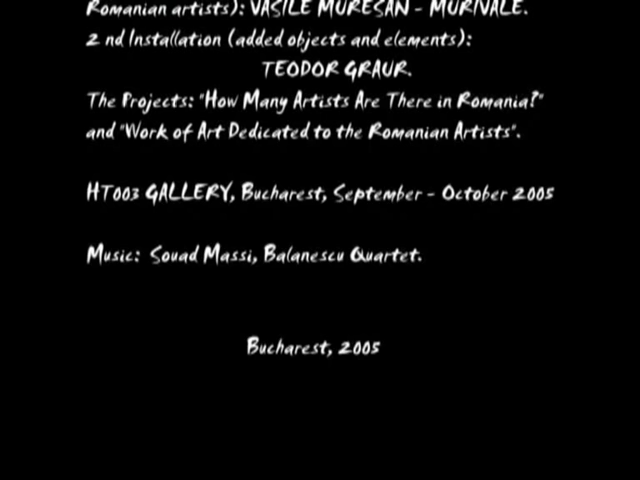 Romanian artists): VASILE MURESAN - MURIVALE.
2 nd Installation (added objects and elements):
TEODOR GRAUR.
The Projects: "How Many Artists Are There in Romania?"
and "Work of Art Dedicated to the Romanian Artists".
HT003 GALLERY, Bucharest, September - October 2005
Music: Souad Massi, Balanescu Quartet.
Bucharest, 2005